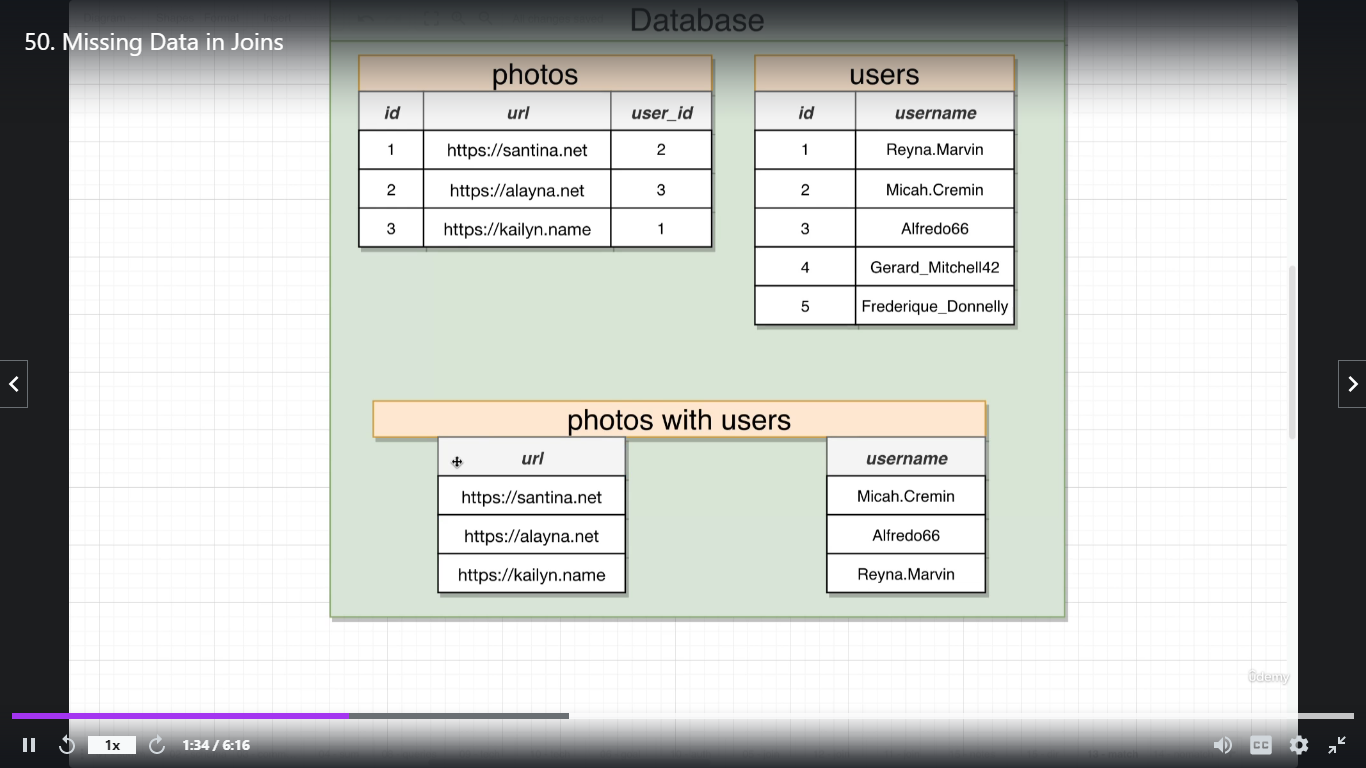 Database
50. Missing Data in Joins
photos
id url user_id
1 https://santina.net 2
2 https://alayna.net 3
3 https://kailyn.name 1
users
id username
1 Reyna.Marvin
2 Micah.Cremin
3 Alfredo66
4 Gerard_Mitchell42
5 Frederique_Donnelly
photos with users
url username
https://santina.net Micah.Cremin
https://alayna.net Alfredo66
https://kailyn.name Reyna.Marvin
ûdemy
1x 1:34 / 6:16 CC